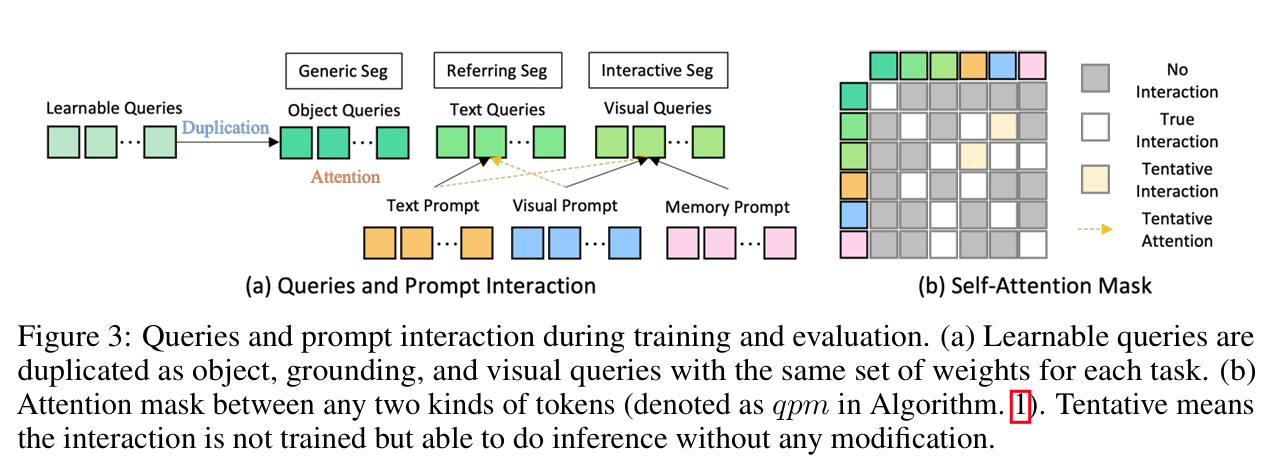 Generic Seg
Referring Seg
Interactive Seg
Learnable Queries
Duplication
Object Queries
Text Queries
Visual Queries
Attention
Text Prompt
Visual Prompt
Memory Prompt
(a) Queries and Prompt Interaction
No
Interaction
True
Interaction
Tentative
Interaction
Tentative
Attention
(b) Self-Attention Mask
Figure 3: Queries and prompt interaction during training and evaluation. (a) Learnable queries are
duplicated as object, grounding, and visual queries with the same set of weights for each task. (b)
Attention mask between any two kinds of tokens (denoted as qpm in Algorithm. 1). Tentative means
the interaction is not trained but able to do inference without any modification.